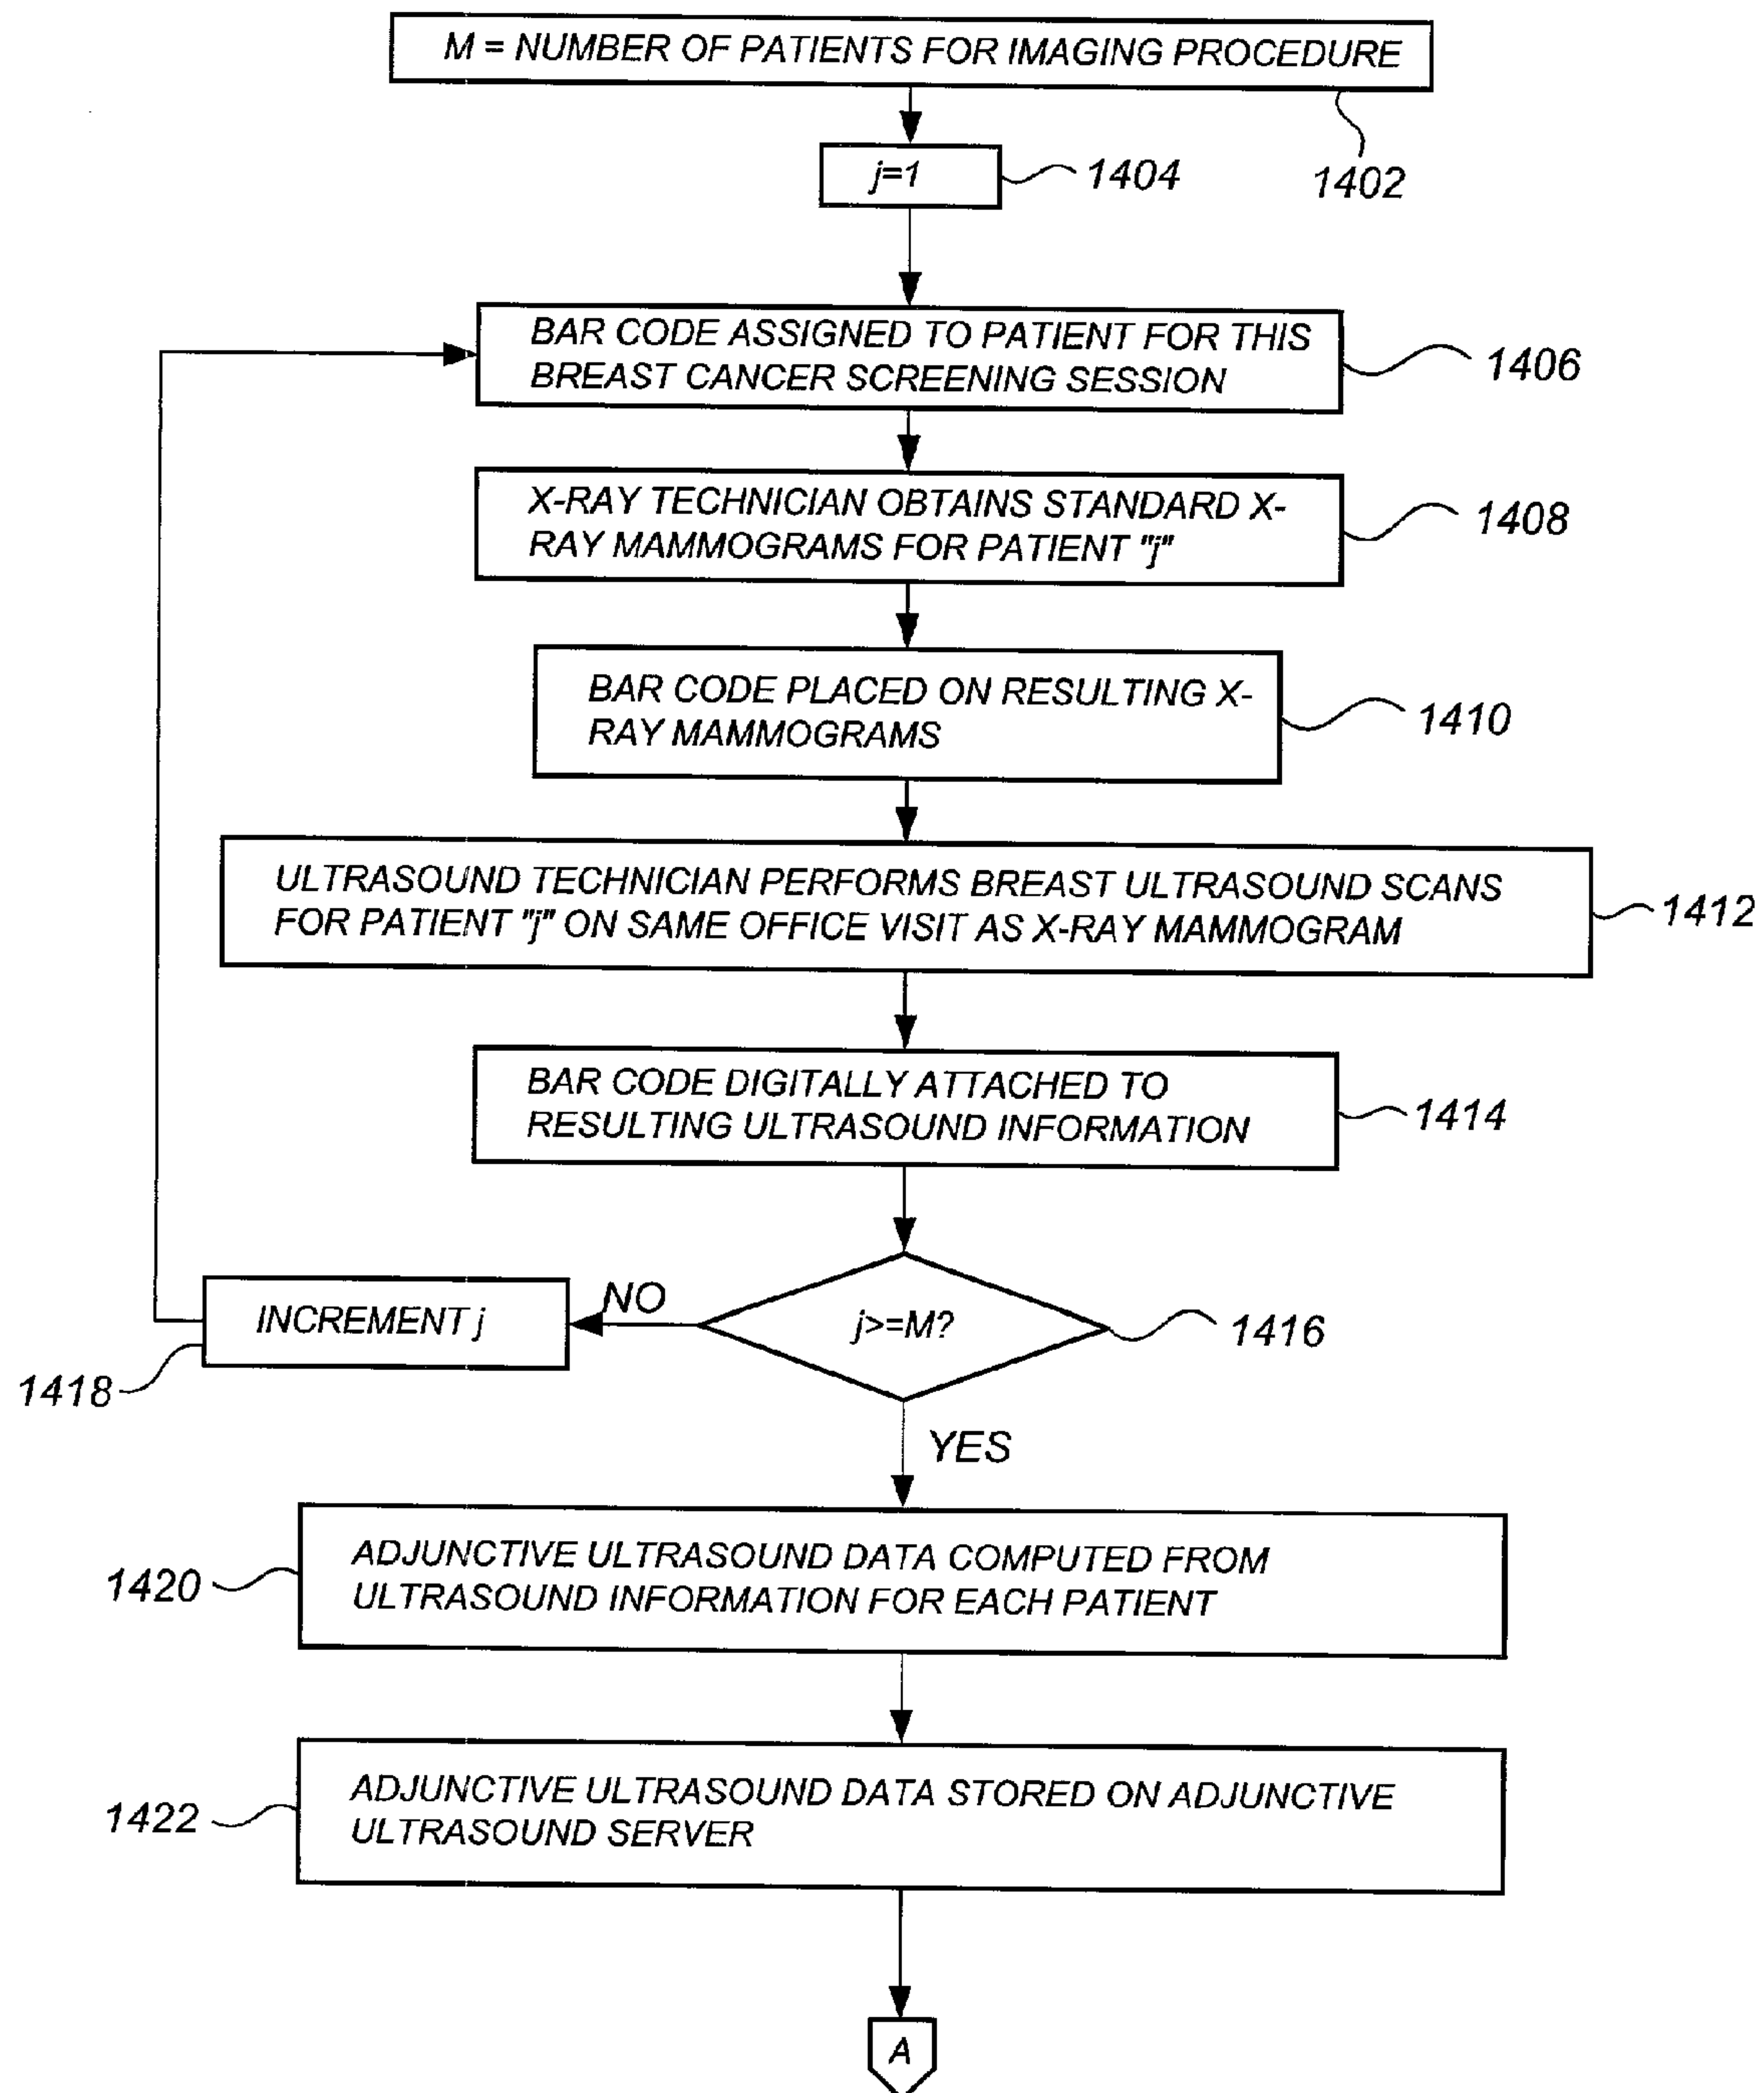 M = NUMBER OF PATIENTS FOR IMAGING PROCEDURE
1402
j=1
1404
BAR CODE ASSIGNED TO PATIENT FOR THIS
BREAST CANCER SCREENING SESSION
1406
X-RAY TECHNICIAN OBTAINS STANDARD X-
RAY MAMMOGRAMS FOR PATIENT "j"
1408
BAR CODE PLACED ON RESULTING X-
RAY MAMMOGRAMS
1410
ULTRASOUND TECHNICIAN PERFORMS BREAST ULTRASOUND SCANS
FOR PATIENT "j" ON SAME OFFICE VISIT AS X-RAY MAMMOGRAM
1412
BAR CODE DIGITALLY ATTACHED TO
RESULTING ULTRASOUND INFORMATION
1414
j>=M?
1416
NO
INCREMENT j
1418
YES
ADJUNCTIVE ULTRASOUND DATA COMPUTED FROM
ULTRASOUND INFORMATION FOR EACH PATIENT
1420
ADJUNCTIVE ULTRASOUND DATA STORED ON ADJUNCTIVE
ULTRASOUND SERVER
1422
A